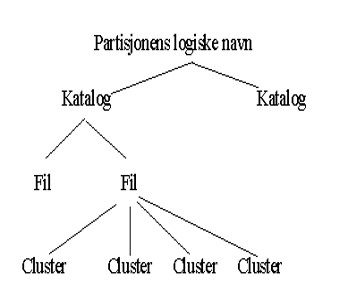 Partisjonens logiske navn
Katalog Katalog
Fil Fil
Cluster Cluster Cluster Cluster